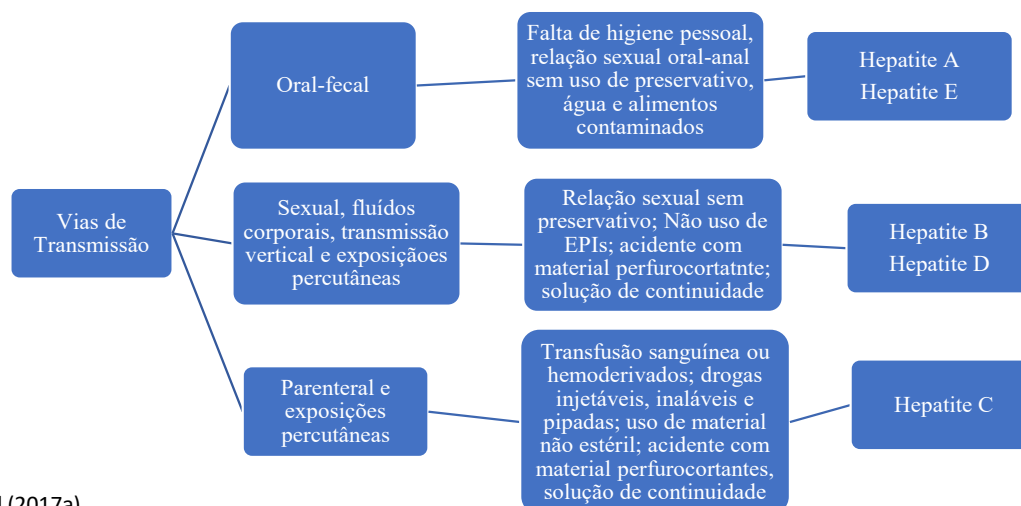 Oral-fecal
Falta de higiene pessoal,
relação sexual oral-anal
sem uso de preservativo,
água e alimentos
contaminados
Hepatite A
Hepatite E
Vias de
Transmissão
Sexual, fluídos
corporais, transmissão
vertical e exposiçãoes
percutâneas
Relação sexual sem
preservativo; Não uso de
EPIs; acidente com
material perfurocortatnte;
solução de continuidade
Hepatite B
Hepatite D
Parenteral e
exposições
percutâneas
Transfusão sanguínea ou
hemoderivados; drogas
injetáveis, inaláveis e
pipadas; uso de material
não estéril; acidente com
material perfurocortantes,
solução de continuidade
Hepatite C
(2017a)